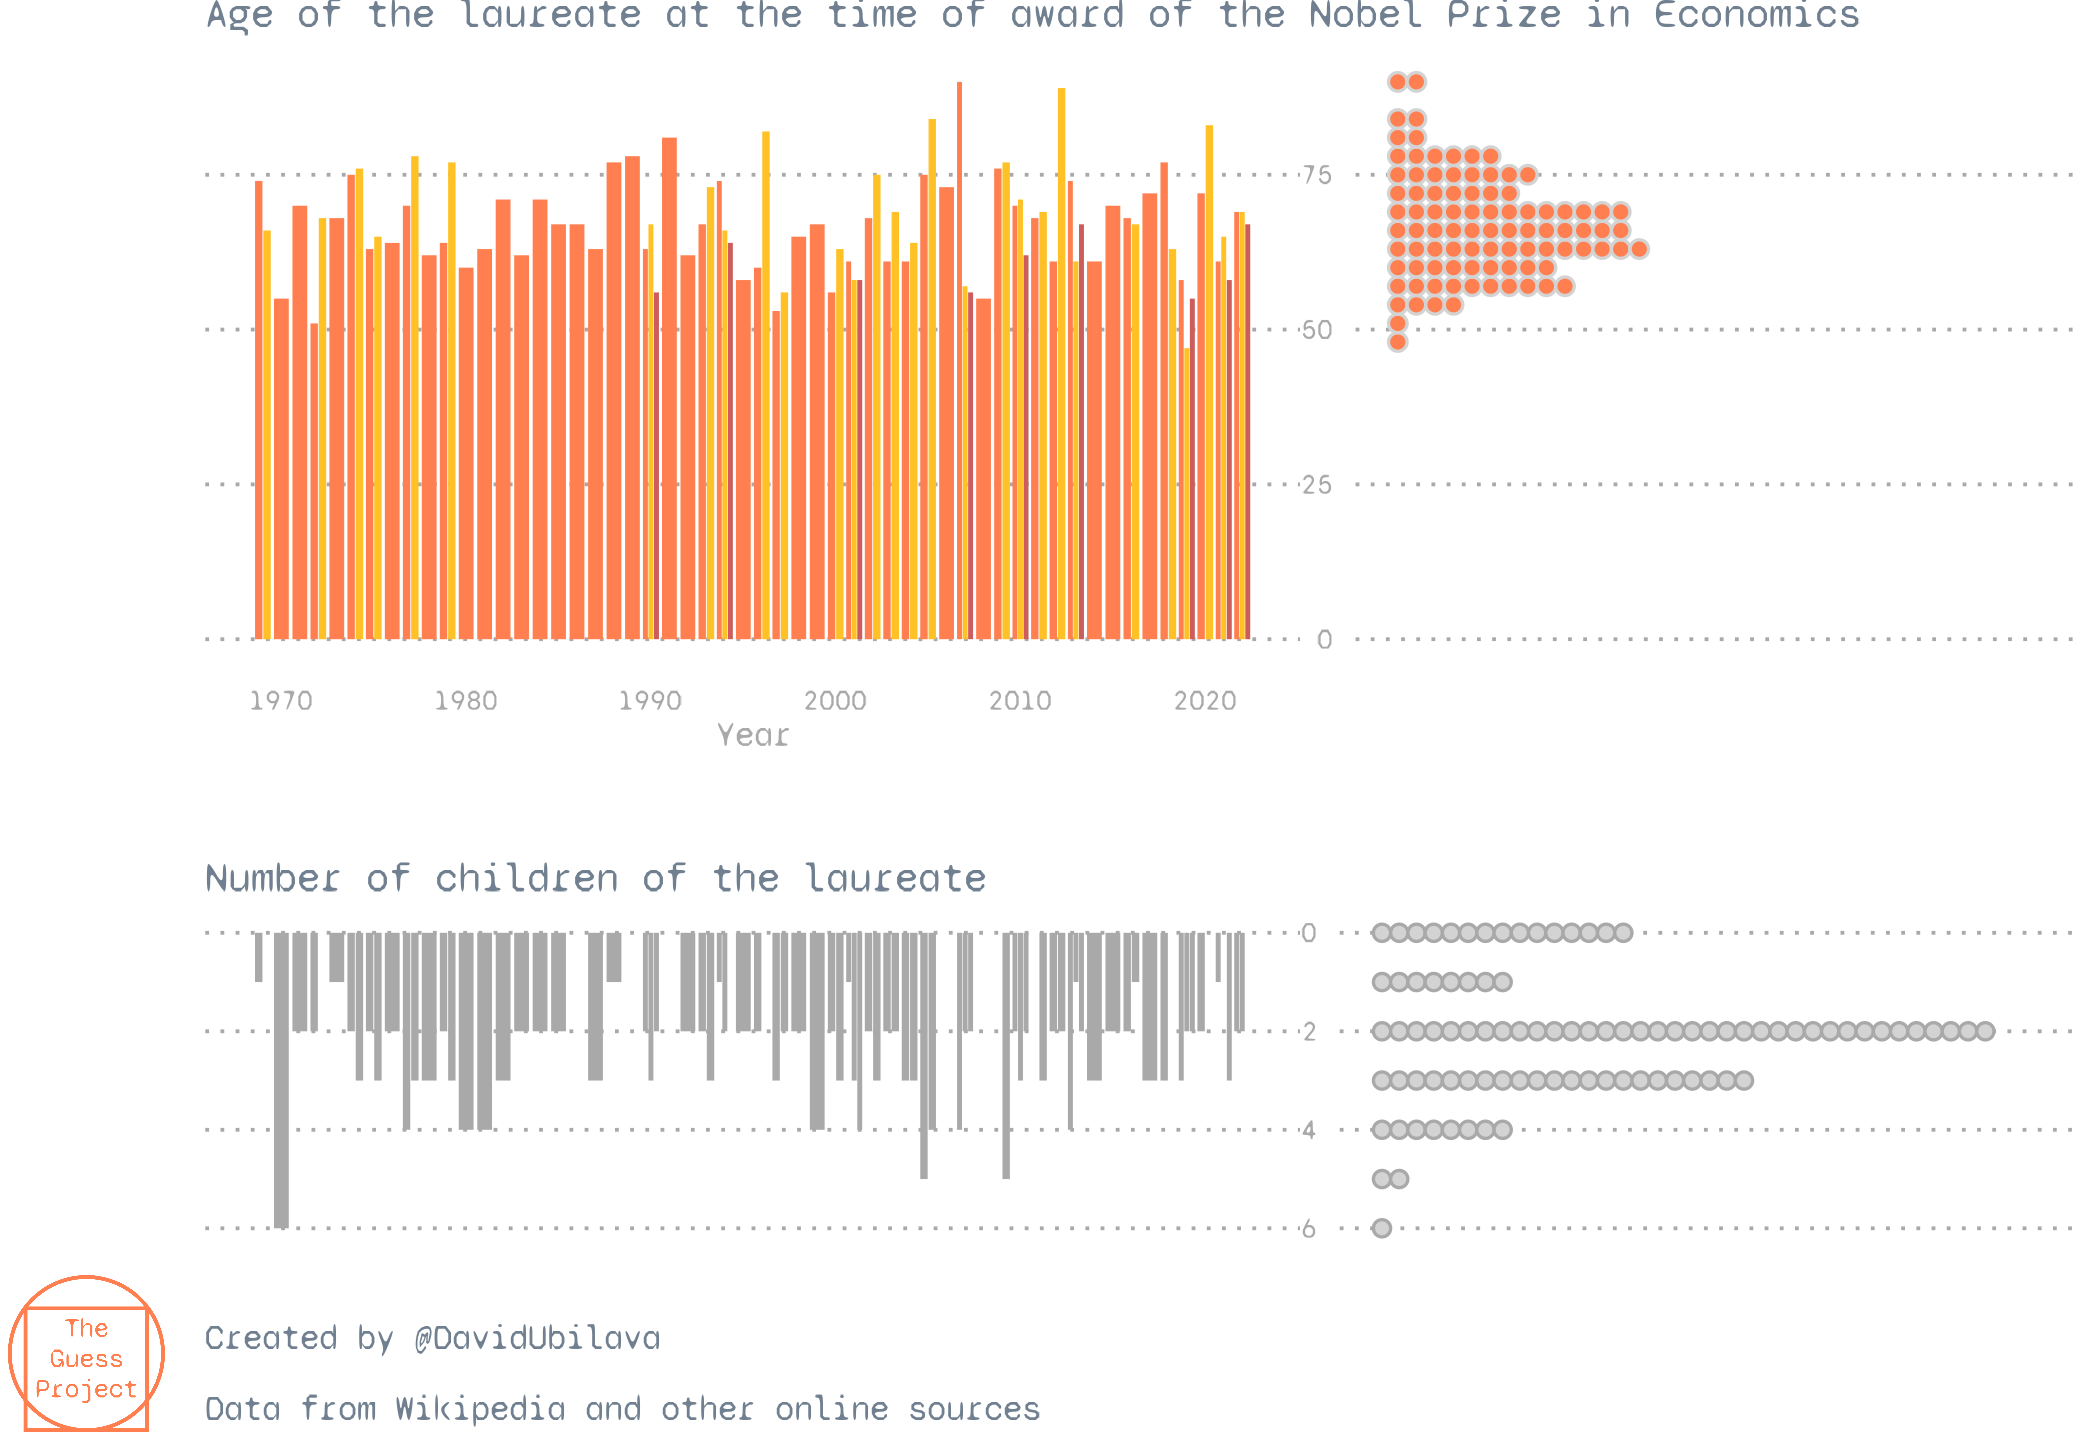 Age of the laureate at the time of award of the Nobel Prize in Economics
75
50
25
0
1970 1980 1990 2000 2010 2020
Year
Number of children of the laureate
0
2
4
6
The
Guess
Project
Created by @DavidUbilava
Data from Wikipedia and other online sources